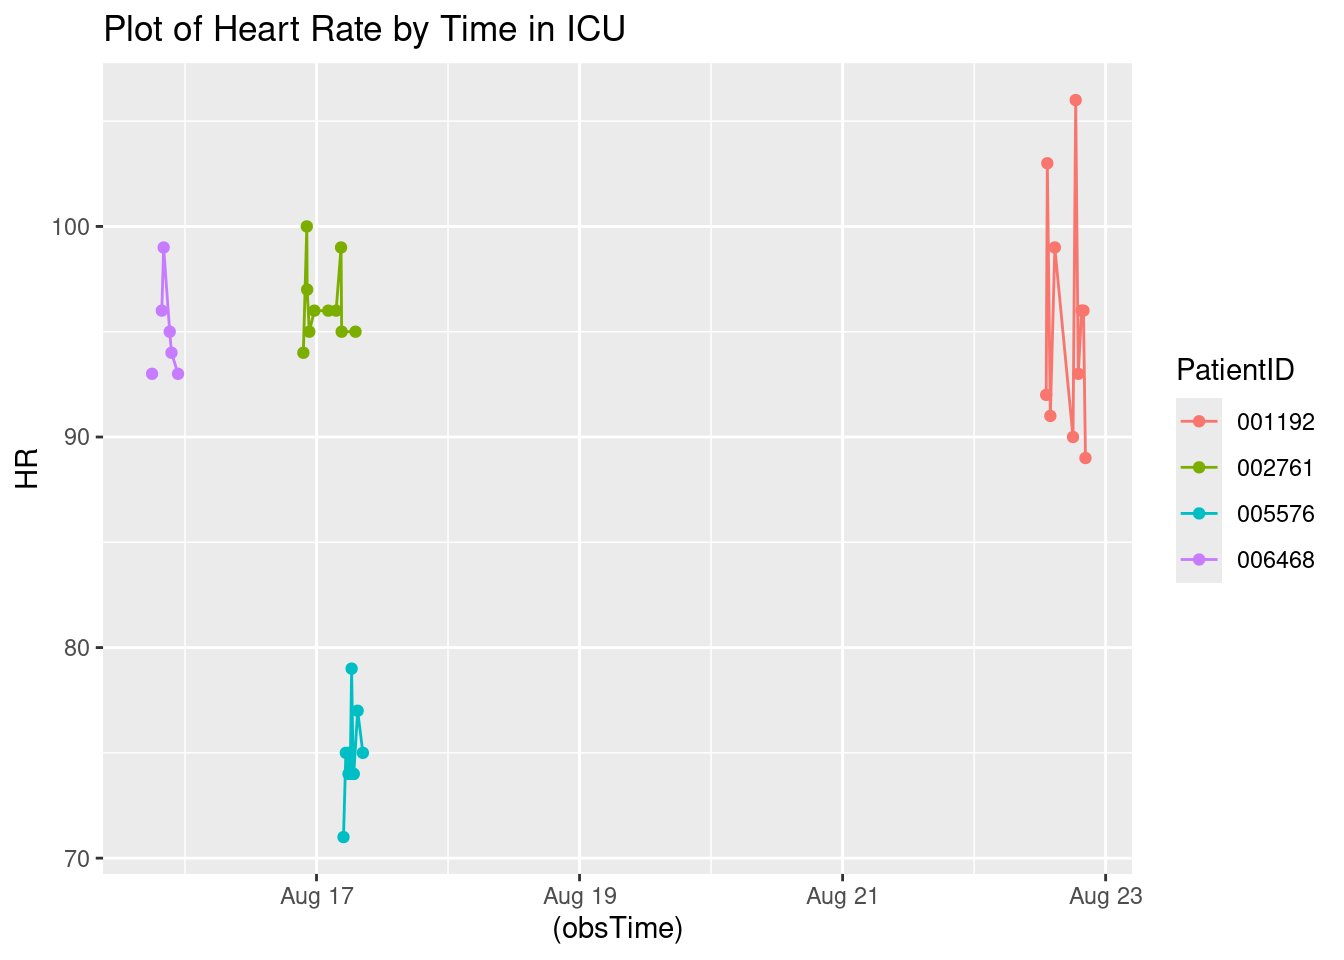 Plot of Heart Rate by Time in ICU
100
90
80
70
HR
Aug 17 Aug 19 Aug 21 Aug 23
(obsTime)
PatientID
001192
002761
005576
006468